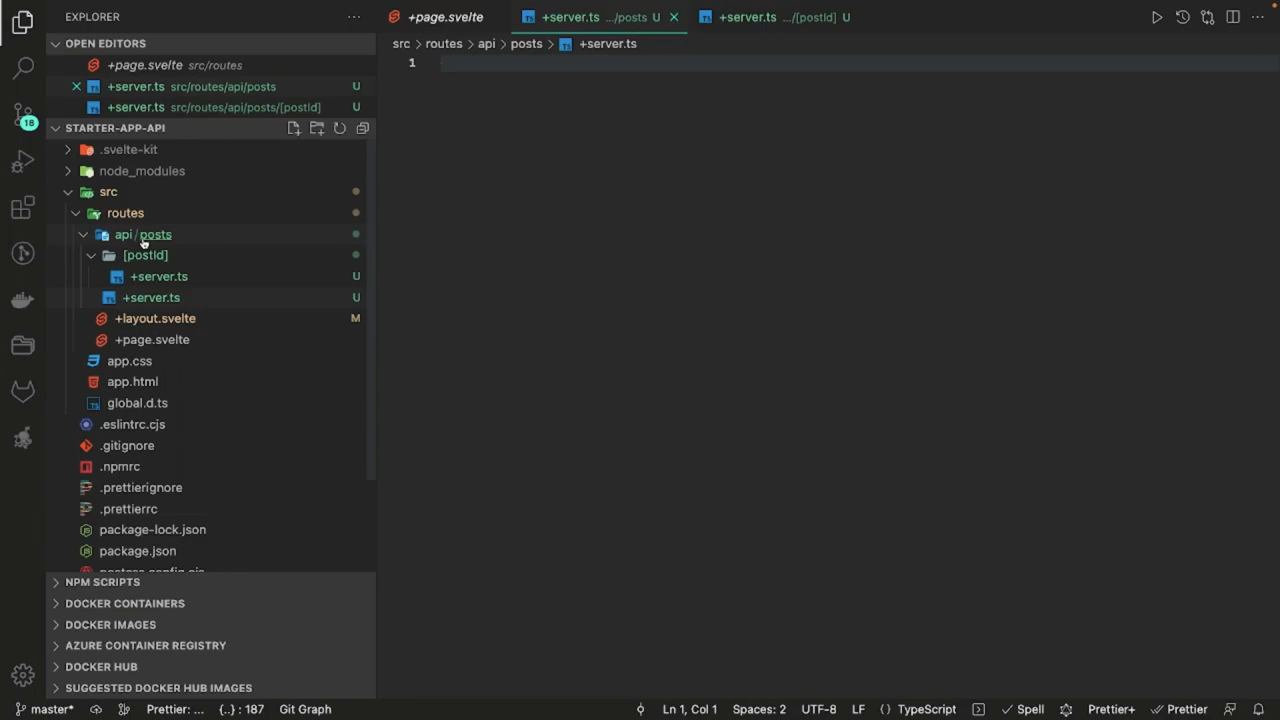 EXPLORER
+page.svelte
+server.ts .../posts U
+server.ts .../[postId] U
OPEN EDITORS
src routes api posts +server.ts
+page.svelte src/routes
1
+server.ts src/routes/api/posts U
+server.ts src/routes/api/posts/[postId] U
18
STARTER-APP-API
.svelte-kit
node_modules
src
routes
api / posts
[postId]
+server.ts U
+server.ts U
+layout.svelte M
+page.svelte
app.css
app.html
global.d.ts
.eslintrc.cjs
.gitignore
.npmrc
.prettierignore
.prettierrc
package-lock.json
package.json
NPM SCRIPTS
DOCKER CONTAINERS
DOCKER IMAGES
AZURE CONTAINER REGISTRY
DOCKER HUB
SUGGESTED DOCKER HUB IMAGES
master* Prettier: ... {..} : 187 Git Graph Ln 1, Col 1 Spaces: 2 UTF-8 LF {} TypeScript Spell Prettier+ Prettier